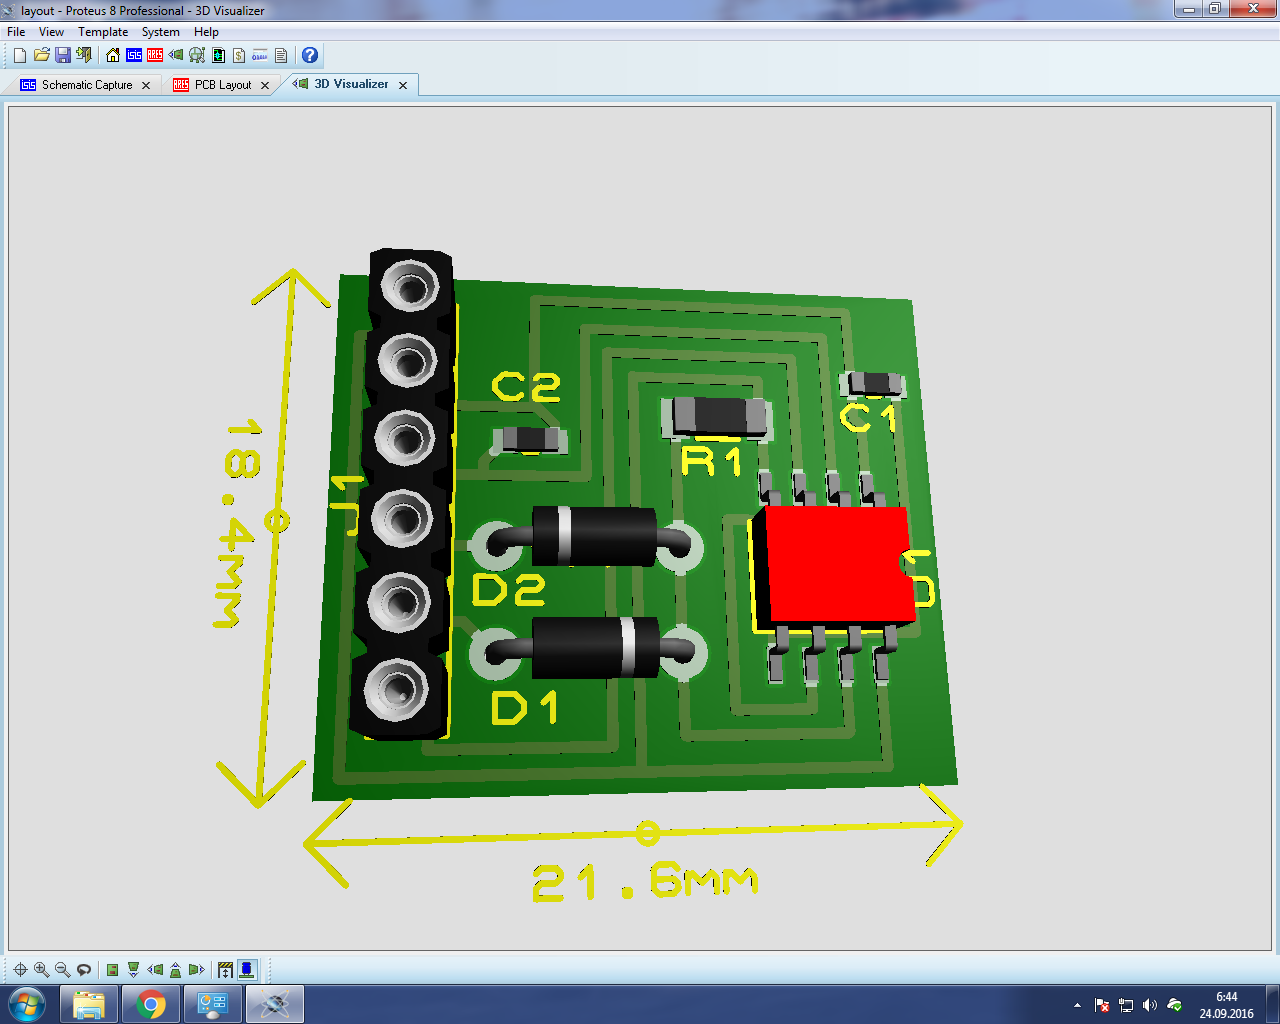 layout - Proteus 8 Professional - 3D Visualizer
File View Template System Help
Schematic Capture
PCB Layout
3D Visualizer
C2
C1
R1
J1
18.4mm
D2
D1
21.6mm
6:44
24.09.2016